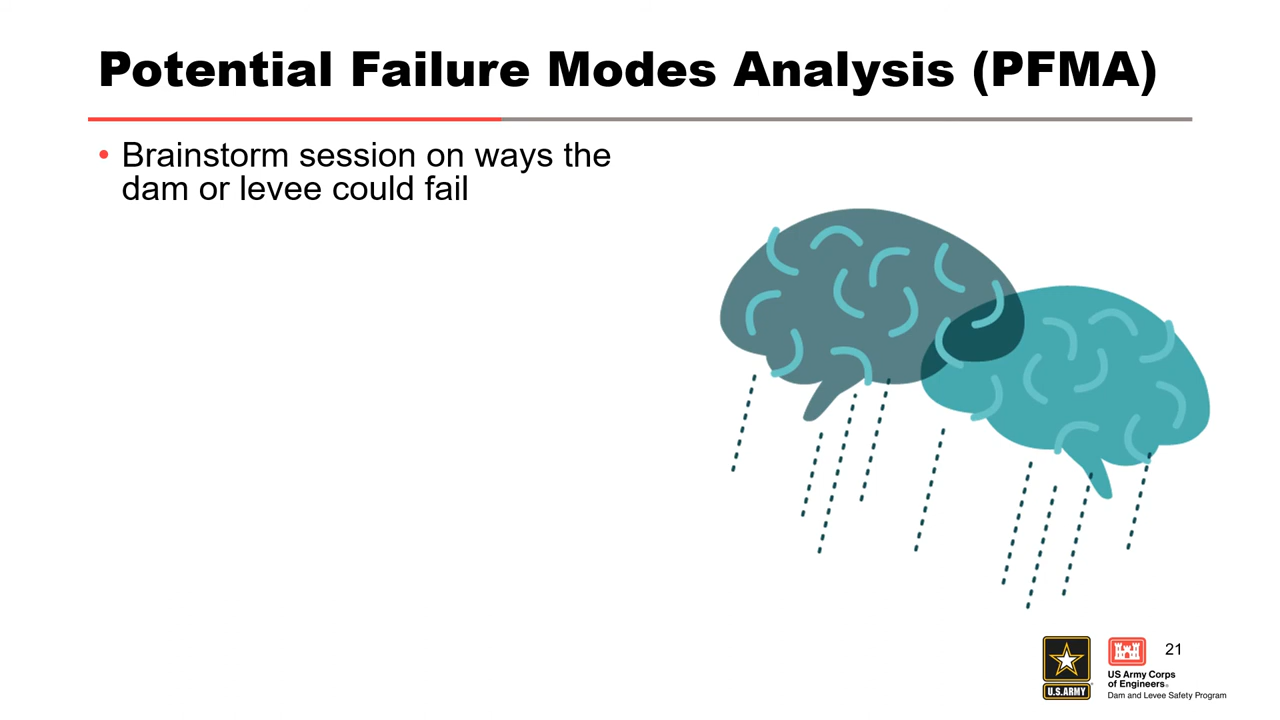 Potential Failure Modes Analysis (PFMA)
• Brainstorm session on ways the
dam or levee could fail
21
U.S.ARMY
US Army Corps
of Engineers®
Dam and Levee Safety Program